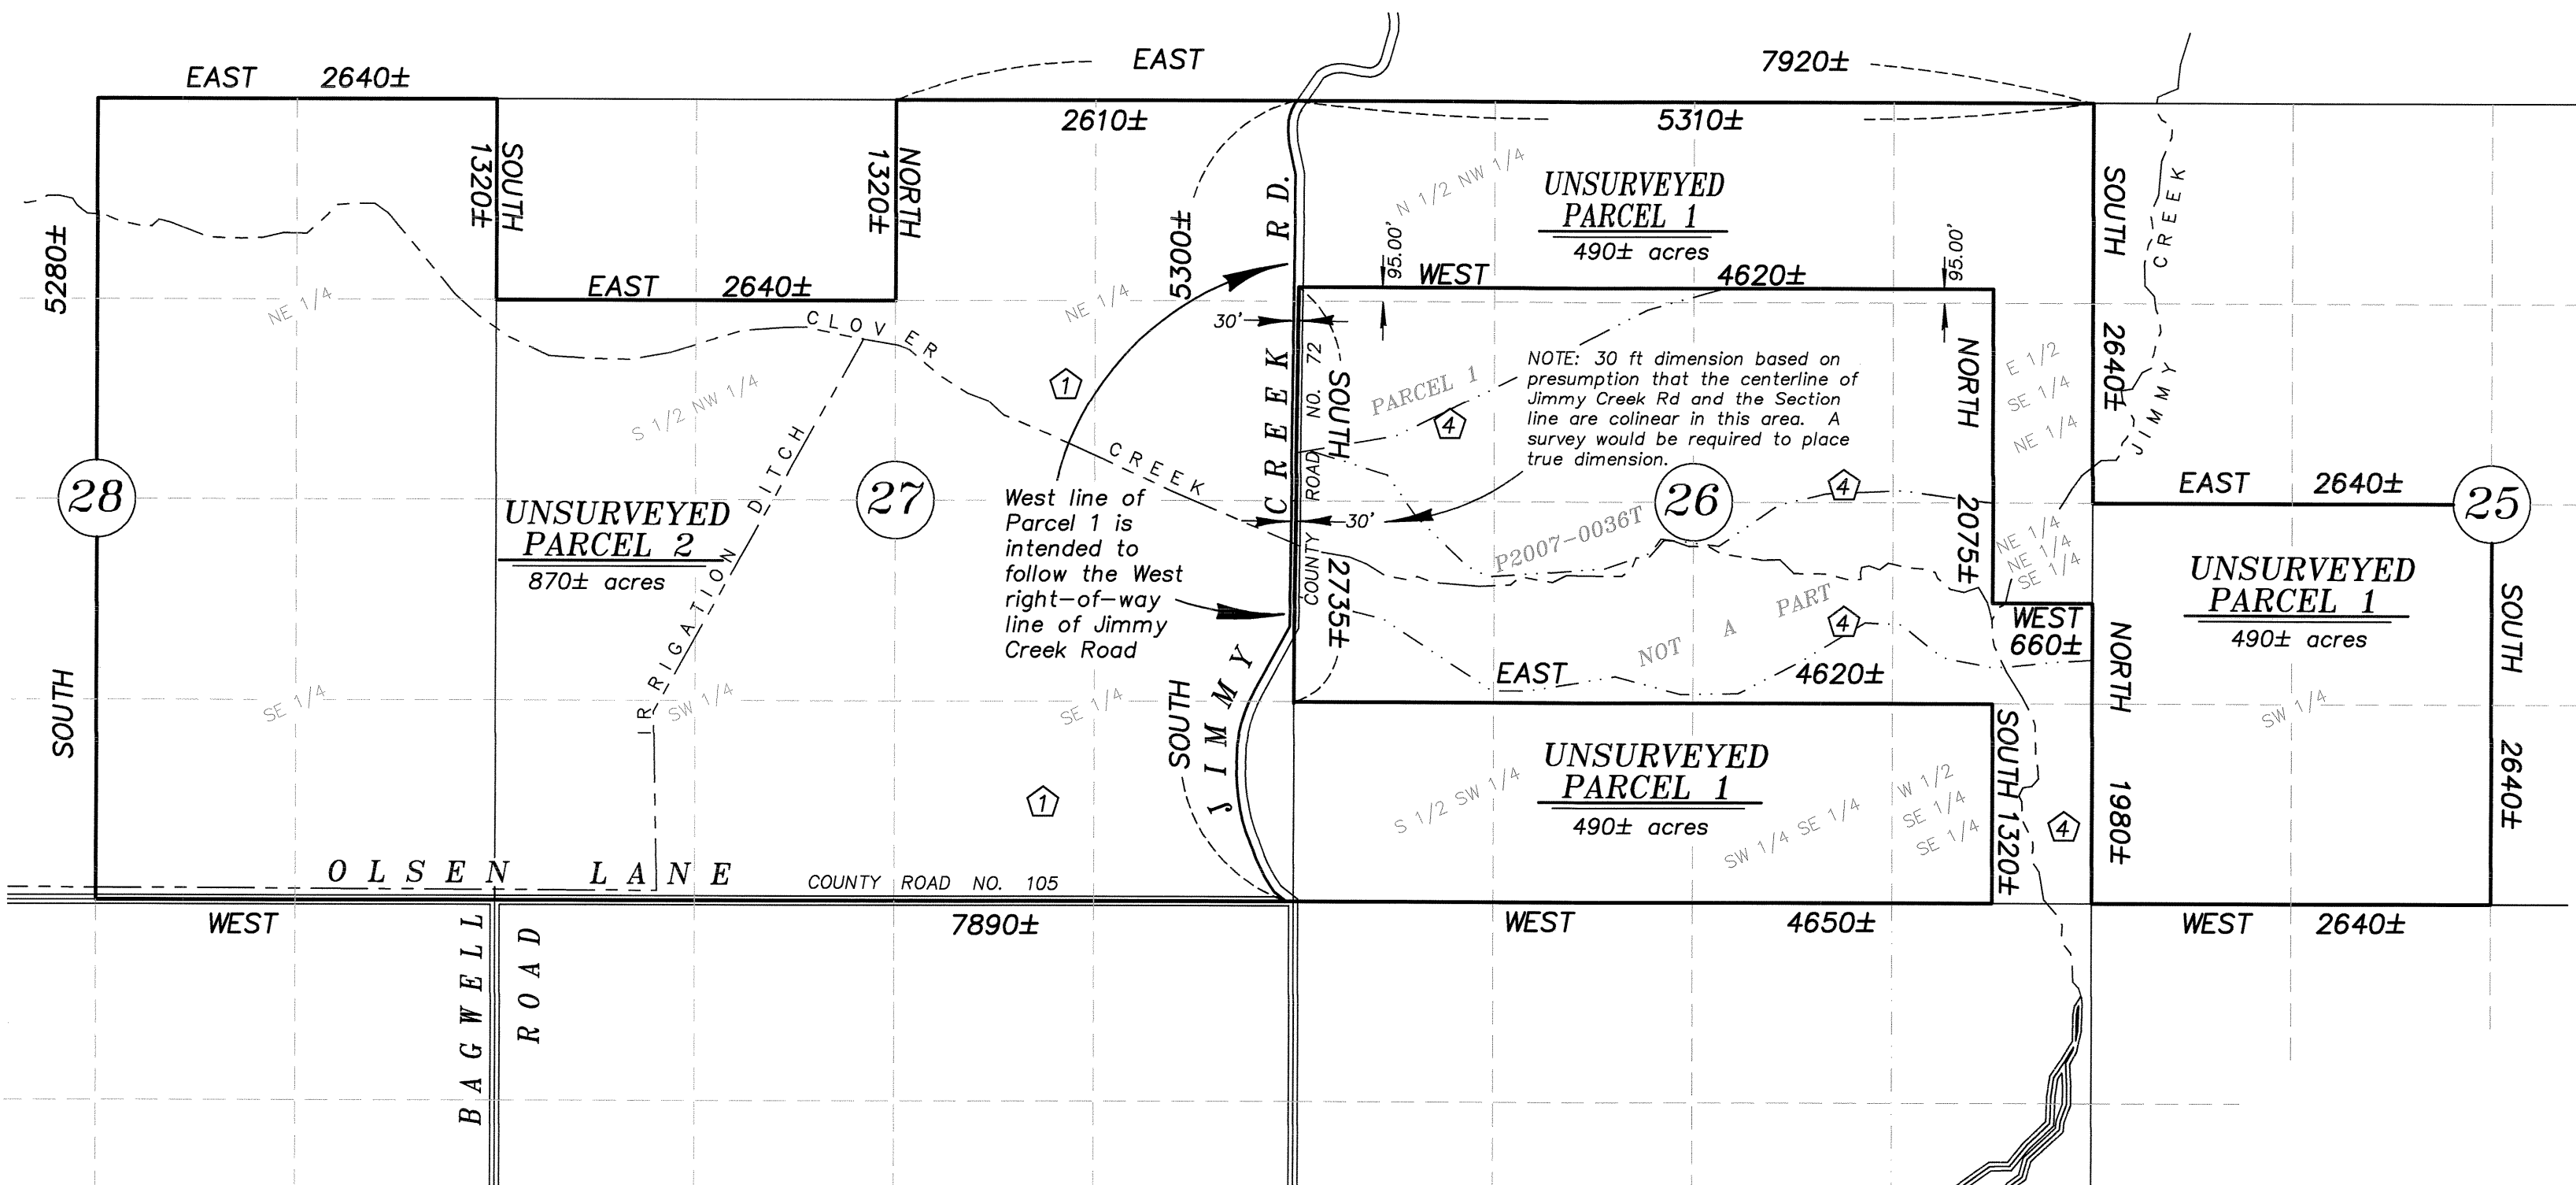 EAST 2640±
EAST 7920±
2610±
5310±
SOUTH
1320±
NORTH
1320±
5280±
SOUTH
NE 1/4
EAST 2640±
NE 1/4
5300±
SOUTH
N 1/2 NW 1/4
UNSURVEYED
PARCEL 1
490± acres
95.00'
95.00'
WEST 4620±
SOUTH 2640±
JIMMY CREEK
CLOVER CREEK
30'
JIMMY CREEK RD.
COUNTY ROAD NO. 72
SOUTH 2735±
PARCEL 1
NOTE: 30 ft dimension based on
presumption that the centerline of
Jimmy Creek Rd and the Section
line are colinear in this area. A
survey would be required to place
true dimension.
NORTH 2075±
E 1/2
SE 1/4
NE 1/4
1
4
S 1/2 NW 1/4
IRRIGATION DITCH
28
UNSURVEYED
PARCEL 2
870± acres
27
West line of
Parcel 1 is
intended to
follow the West
right-of-way
line of Jimmy
Creek Road
30'
P2007-0036T
26
4
NE 1/4
NE 1/4
NE 1/4
SE 1/4
EAST 2640±
25
UNSURVEYED
PARCEL 1
490± acres
SOUTH 2640±
NOT A PART
4
WEST
660±
NORTH 1980±
EAST 4620±
SE 1/4
SW 1/4
SE 1/4
SW 1/4
UNSURVEYED
PARCEL 1
490± acres
S 1/2 SW 1/4
SW 1/4 SE 1/4
W 1/2
SE 1/4
SE 1/4
SOUTH 1320±
4
1
OLSEN LANE
COUNTY ROAD NO. 105
WEST 7890±
WEST 4650±
WEST 2640±
BAGWELL
ROAD